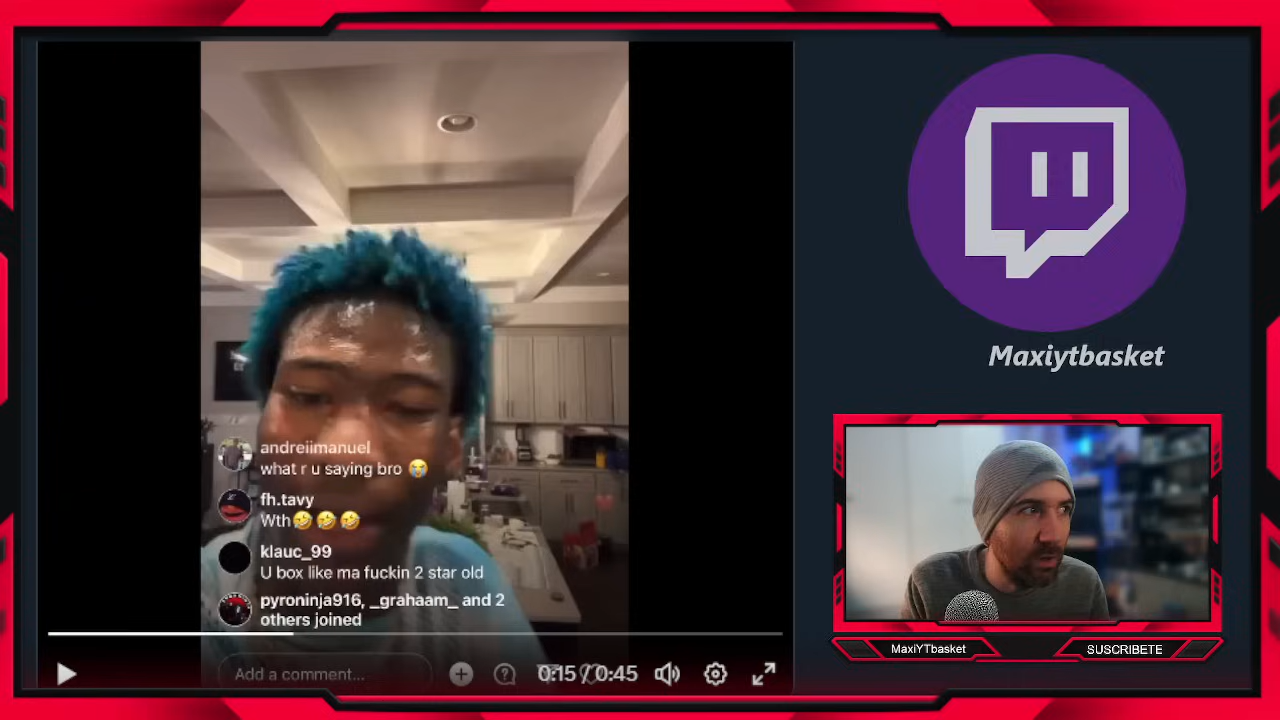 andreiimanuel
what r u saying bro 😭
fh.tavy
Wth🤣🤣🤣
klauc_99
U box like ma fuckin 2 star old
pyroninja916, _grahaam_ and 2
others joined
Add a comment...
0:15 / 0:45
Maxiytbasket
MaxiYTbasket
SUSCRIBETE